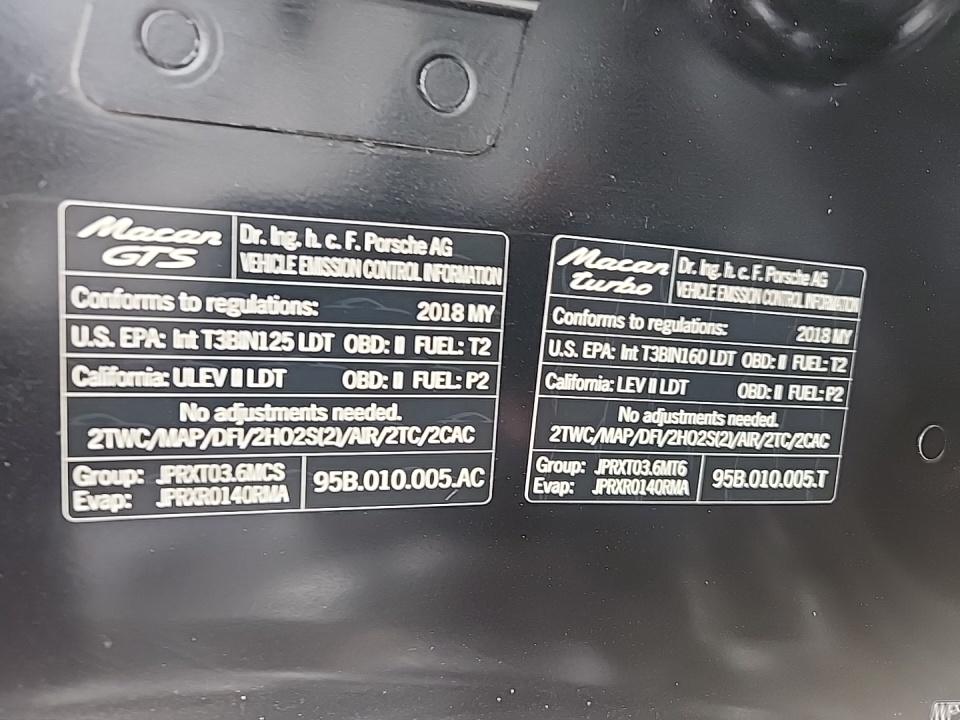 Macan
GTS
Dr. Ing. h. c. F. Porsche AG
VEHICLE EMISSION CONTROL INFORMATION
Conforms to regulations: 2018 MY
U.S. EPA: Int T3BIN125 LDT OBD: II FUEL: T2
California: ULEV II LDT OBD: II FUEL: P2
No adjustments needed.
2TWC/MAP/DFI/2HO2S(2)/AIR/2TC/2CAC
Group: JPRXT03.6MCS
Evap: JPRXR0140RMA
95B.010.005.AC
Macan
turbo
Dr. Ing. h. c. F. Porsche AG
VEHICLE EMISSION CONTROL INFORMATION
Conforms to regulations: 2018 MY
U.S. EPA: Int T3BIN160 LDT OBD: II FUEL: T2
California: LEV II LDT OBD: II FUEL: P2
No adjustments needed.
2TWC/MAP/DFI/2HO2S(2)/AIR/2TC/2CAC
Group: JPRXT03.6MT6
Evap: JPRXR0140RMA
95B.010.005.T